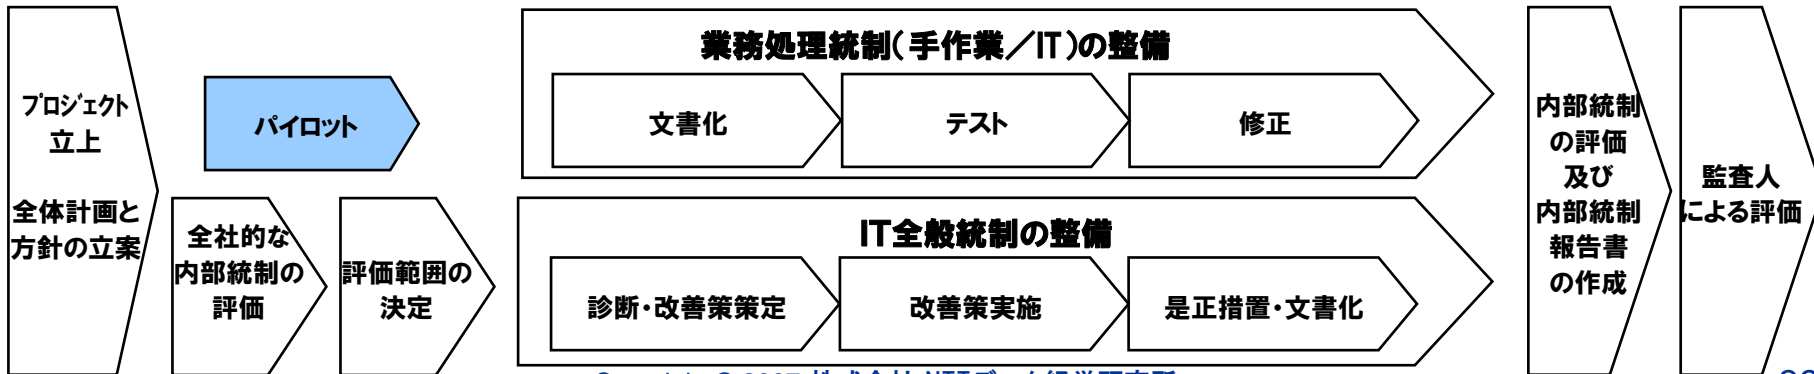 プロジェクト
立上
全体計画と
方針の立案
パイロット
全社的な
内部統制の
評価
評価範囲の
決定
業務処理統制(手作業/IT)の整備
文書化
テスト
修正
IT全般統制の整備
診断・改善策策定
改善策実施
是正措置・文書化
内部統制
の評価
及び
内部統制
報告書
の作成
監査人
による評価